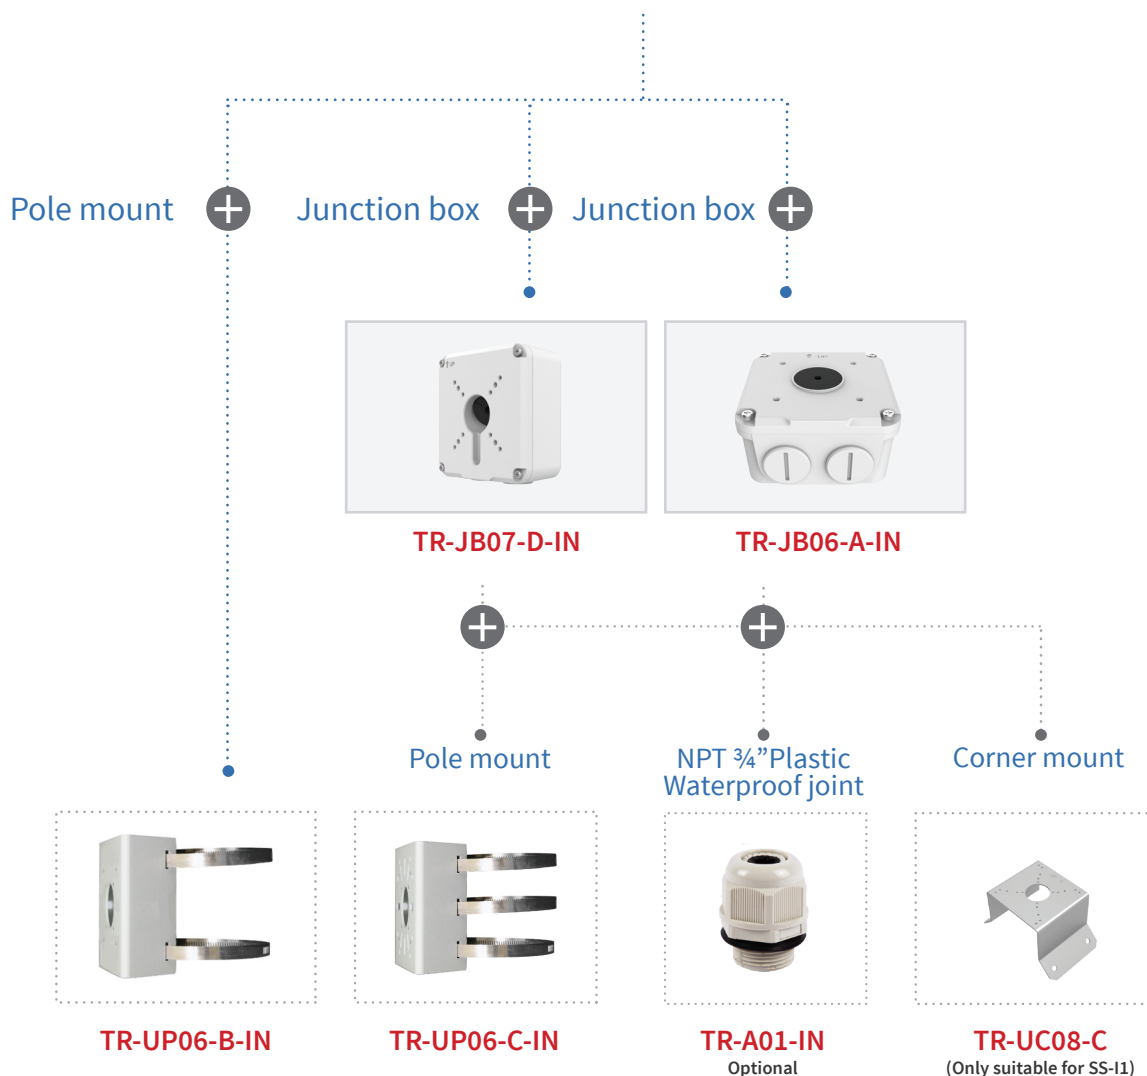 Pole mount
Junction box
Junction box
TR-JB07-D-IN
TR-JB06-A-IN
Pole mount
NPT ¾”Plastic
Waterproof joint
Corner mount
TR-UP06-B-IN
TR-UP06-C-IN
TR-A01-IN
Optional
TR-UC08-C
(Only suitable for SS-I1)